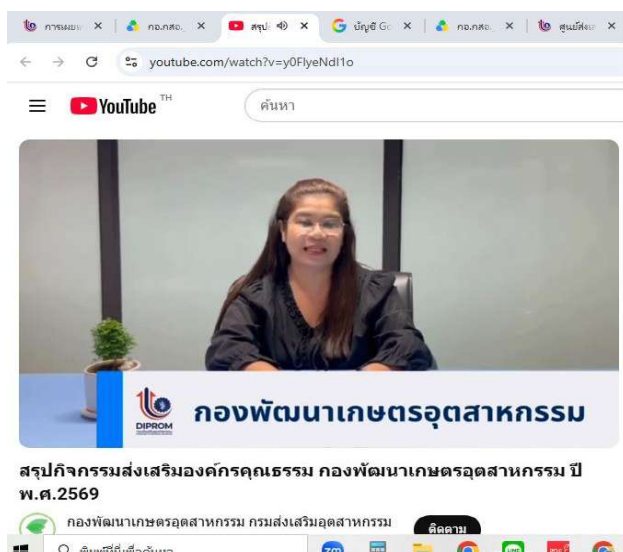 การเผยแ
กอ.กสอ.
สรุป
บัญชี Go
กอ.กสอ.
ศูนย์ส่งเ
youtube.com/watch?v=y0FlyeNdl1o
YouTube TH
ค้นหา
DIPROM
กองพัฒนาเกษตรอุตสาหกรรม
สรุปกิจกรรมส่งเสริมองค์กรคุณธรรม กองพัฒนาเกษตรอุตสาหกรรม ปี
พ.ศ.2569
กองพัฒนาเกษตรอุตสาหกรรม กรมส่งเสริมอุตสาหกรรม
ติดตาม
พิมพ์ที่นี่เพื่อค้นหา
zm